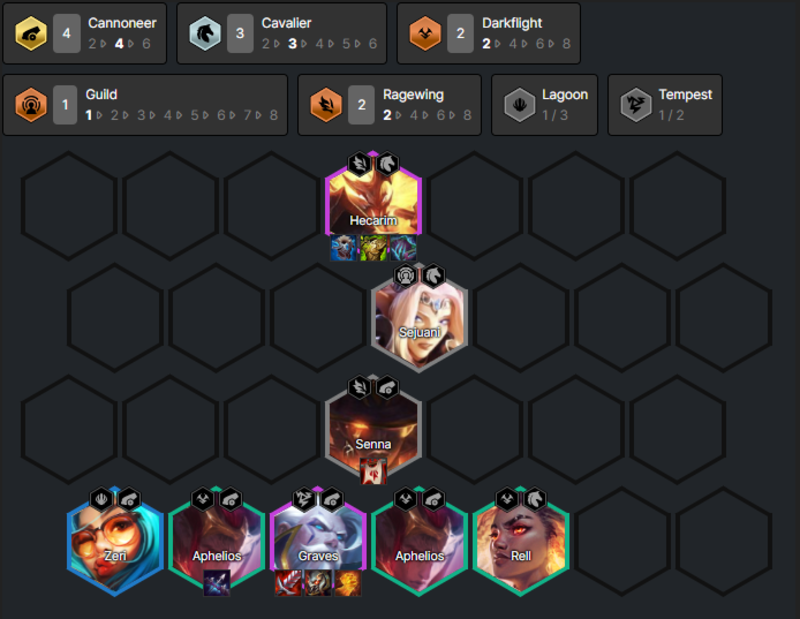 4 Cannoneer
2 4 6
3 Cavalier
2 3 4 5 6
2 Darkflight
2 4 6 8
1 Guild
1 2 3 4 5 6 7 8
2 Ragewing
2 4 6 8
Lagoon
1 / 3
Tempest
1 / 2
Hecarim
Sejuani
Senna
Zeri
Aphelios
Graves
Aphelios
Rell